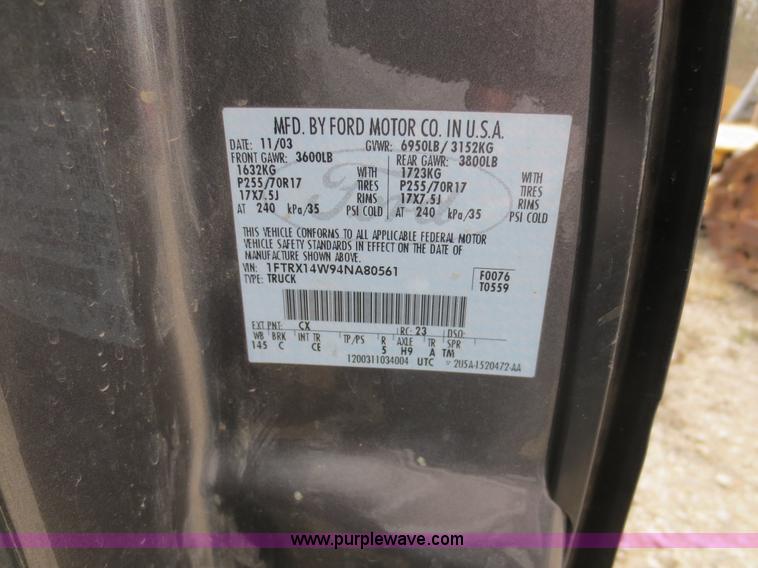 MFD. BY FORD MOTOR CO. IN U.S.A.
DATE: 11/03 GVWR: 6950LB/ 3152KG
FRONT GAWR: 3600LB REAR GAWR: 3800LB
1632KG WITH 1723KG WITH
P255/70R17 TIRES P255/70R17 TIRES
17X7.5J RIMS 17X7.5J RIMS
AT 240 kPa/35 PSI COLD AT 240 kPa/35 PSI COLD
Ford
THIS VEHICLE CONFORMS TO ALL APPLICABLE FEDERAL MOTOR
VEHICLE SAFETY STANDARDS IN EFFECT ON THE DATE OF
MANUFACTURE SHOWN ABOVE.
VIN: 1FTRX14W94NA80561 F0076
TYPE: TRUCK T0559
EXT PNT: CX RC: 23 DSO:
WB BRK INT TR TP/PS R AXLE TR SPR
145 C CE 5 H9 A TM
1200311034004 UTC 2U5A-1520472-AA
www.purplewave.com